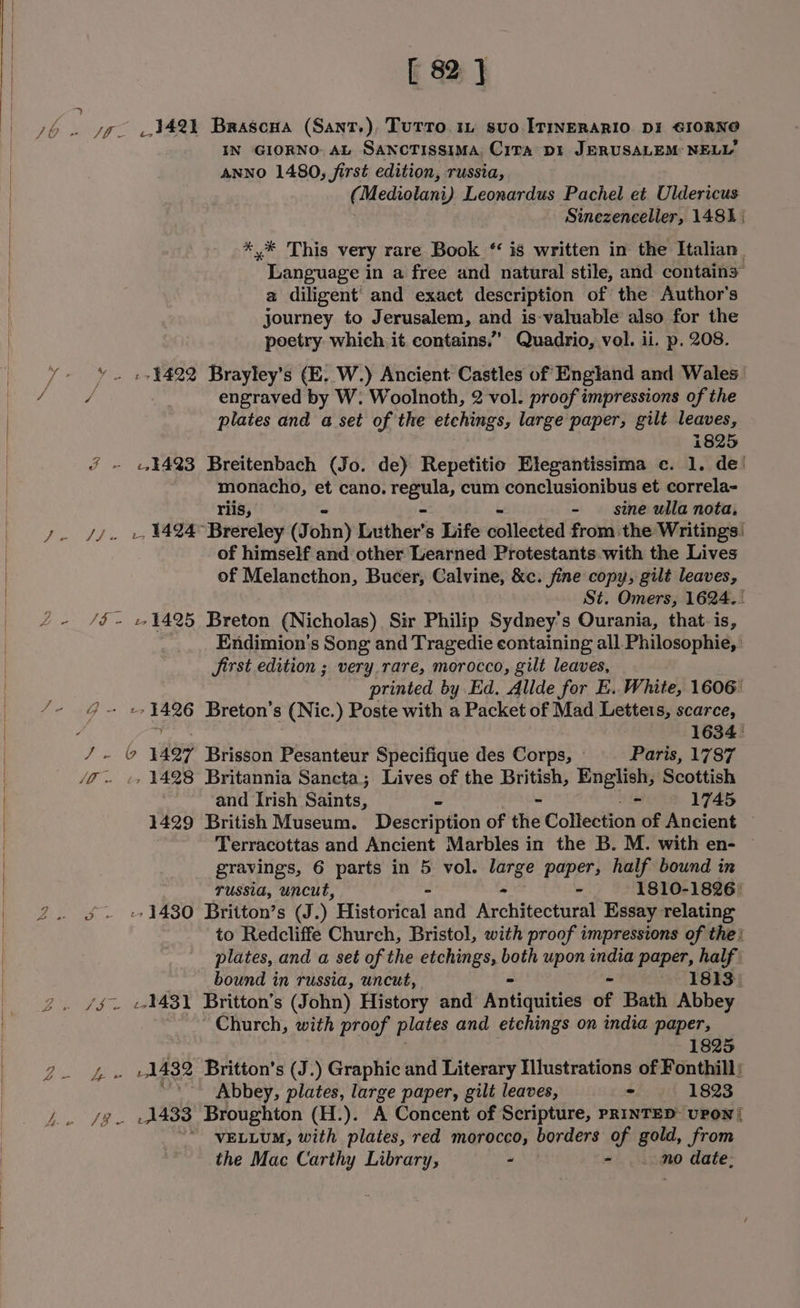 [ 82 ]
16 - 17 - 1421 Brascha (Sant.), Tutto il suo Itinerario di giorno
in giorno al Sanctissima Cita di Jerusalem nell'
anno 1480, first edition, russia,
(Mediolani) Leonardus Pachel et Uldericus
Sinczenceller, 1481
*** This very rare Book “ is written in the Italian
Language in a free and natural stile, and contains
a diligent and exact description of the Author's
journey to Jerusalem, and is valuable also for the
poetry which it contains.” Quadrio, vol. ii. p. 208.
1422 Brayley's (E. W.) Ancient Castles of England and Wales
engraved by W. Woolnoth, 2 vol. proof impressions of the
plates and a set of the etchings, large paper, gilt leaves,
1825
1423 Breitenbach (Jo. de) Repetitio Elegantissima c. 1. de
monacho, et cano. regula, cum conclusionibus et correla-
riis, - - - - sine ulla nota.
1424 Brereley (John) Luther's Life collected from the Writings
of himself and other Learned Protestants with the Lives
of Melancthon, Bucer, Calvine, &c. fine copy, gilt leaves,
St. Omers, 1624.
2 - 15 - 1425 Breton (Nicholas) Sir Philip Sydney's Ourania, that is,
Endimion's Song and Tragedie containing all Philosophie,
first edition ; very rare, morocco, gilt leaves,
printed by Ed. Allde for E. White, 1606
1426 Breton's (Nic.) Poste with a Packet of Mad Letters, scarce,
1634
1 - 6 1427 Brisson Pesanteur Specifique des Corps, Paris, 1787
1428 Britannia Sancta; Lives of the British, English, Scottish
and Irish Saints, - - - 1745
1429 British Museum. Description of the Collection of Ancient
Terracottas and Ancient Marbles in the B. M. with en-
gravings, 6 parts in 5 vol. large paper, half bound in
russia, uncut, - - - 1810-1826
2 - 5 - 1430 Britton's (J.) Historical and Architectural Essay relating
to Redcliffe Church, Bristol, with proof impressions of the
plates, and a set of the etchings, both upon india paper, half
bound in russia, uncut, - - 1813
2 - 15 - 1431 Britton's (John) History and Antiquities of Bath Abbey
Church, with proof plates and etchings on india paper,
1825
2 - 4 - 1432 Britton's (J.) Graphic and Literary Illustrations of Fonthill
Abbey, plates, large paper, gilt leaves, - 1823
1433 Broughton (H.). A Concent of Scripture, printed upon
vellum, with plates, red morocco, borders of gold, from
the Mac Carthy Library, - - no date.